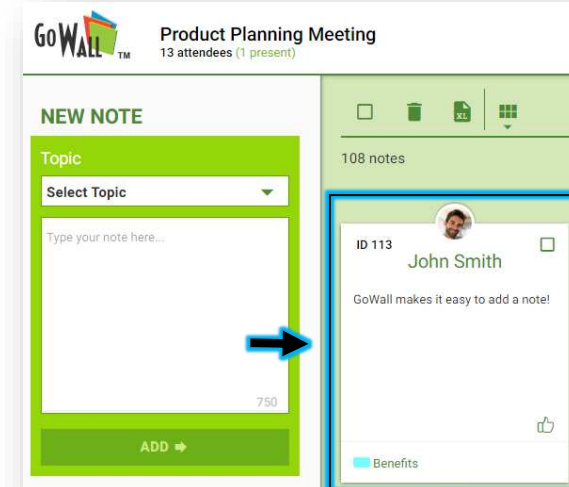 GoWall TM
Product Planning Meeting
13 attendees (1 present)
NEW NOTE
Topic
Select Topic
Type your note here...
750
ADD
XL
108 notes
ID 113
John Smith
GoWall makes it easy to add a note!
Benefits